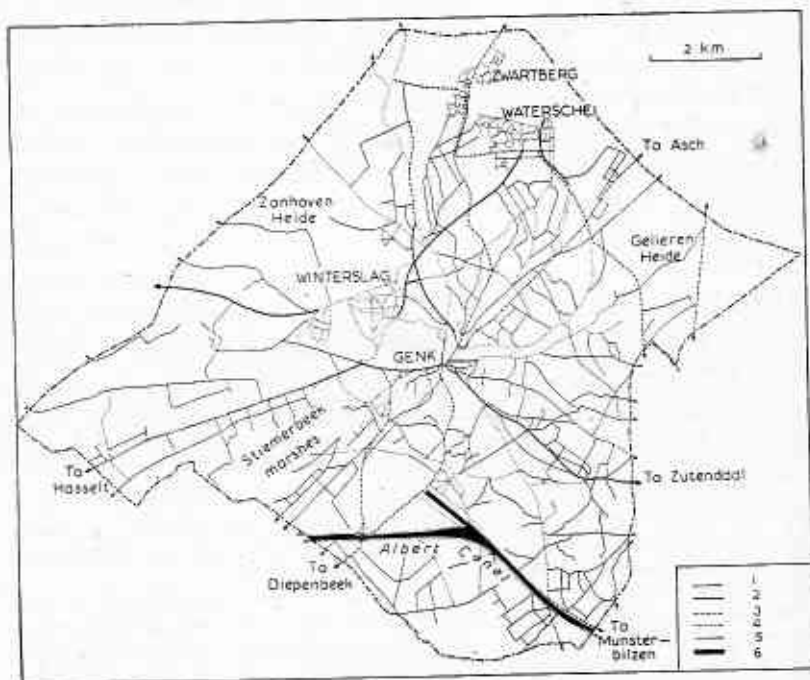 2 km
ZWARTBERG
WATERSCHEI
To Asch
Zonhoven
Heide
Gelieren
Heide
WINTERSLAG
GENK
Stiemerbeek
marshes
To
Hasselt
To Zutendaal
Albert Canal
To
Diepenbeek
To
Munster-
bilzen
1
2
3
4
5
6